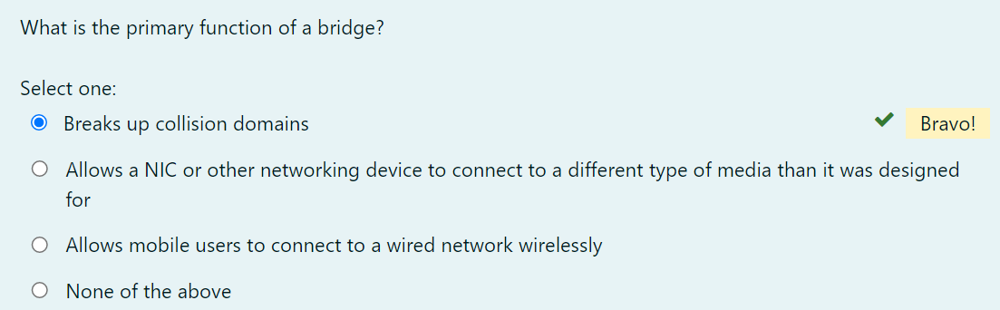 What is the primary function of a bridge?
Select one:
Breaks up collision domains
Bravo!
Allows a NIC or other networking device to connect to a different type of media than it was designed
for
Allows mobile users to connect to a wired network wirelessly
None of the above